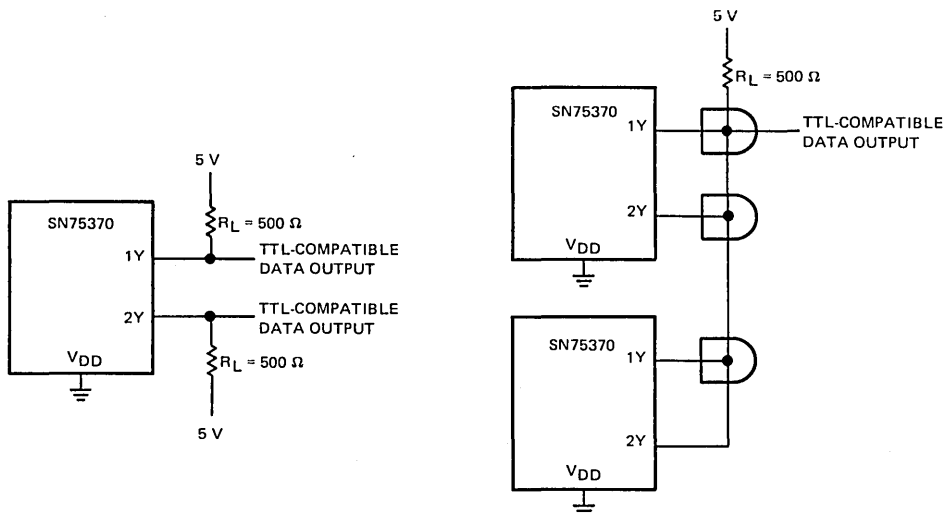 5 V
SN75370
RL = 500 Ω
1Y
TTL-COMPATIBLE
DATA OUTPUT
2Y
TTL-COMPATIBLE
DATA OUTPUT
VDD
RL = 500 Ω
5 V
5 V
RL = 500 Ω
SN75370
1Y
TTL-COMPATIBLE
DATA OUTPUT
2Y
VDD
SN75370
1Y
2Y
VDD